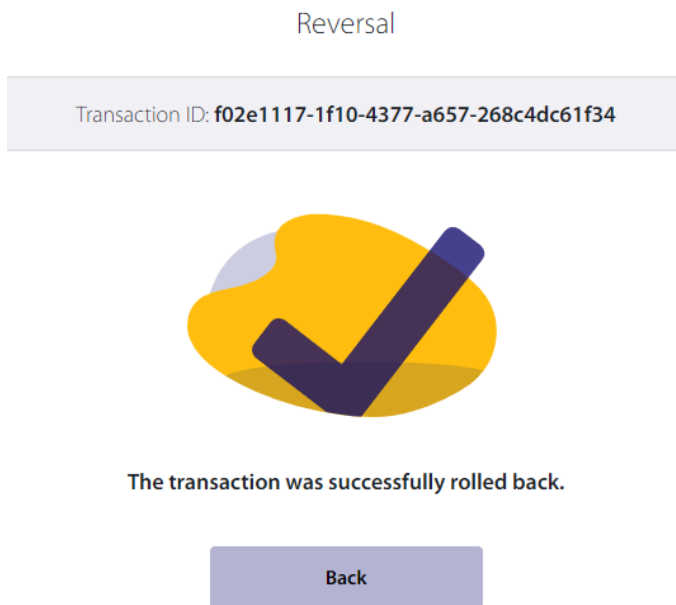 Reversal
Transaction ID: f02e1117-1f10-4377-a657-268c4dc61f34
The transaction was successfully rolled back.
Back